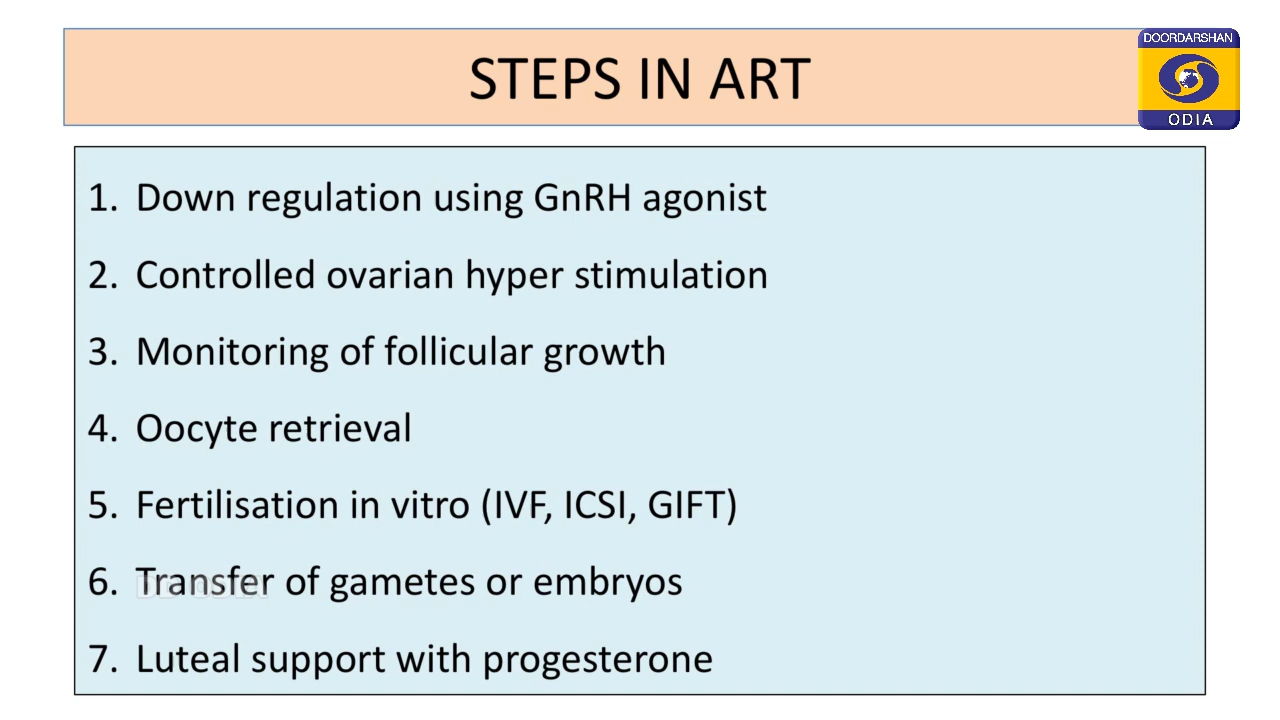 STEPS IN ART
DOORDARSHAN
ODIA
1. Down regulation using GnRH agonist
2. Controlled ovarian hyper stimulation
3. Monitoring of follicular growth
4. Oocyte retrieval
5. Fertilisation in vitro (IVF, ICSI, GIFT)
6. Transfer of gametes or embryos
DD ODIA
7. Luteal support with progesterone